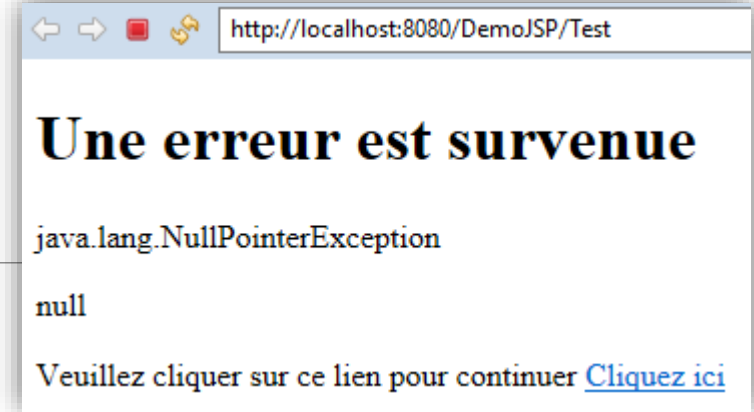 http://localhost:8080/DemoJSP/Test
Une erreur est survenue
java.lang.NullPointerException
null
Veuillez cliquer sur ce lien pour continuer Cliquez ici